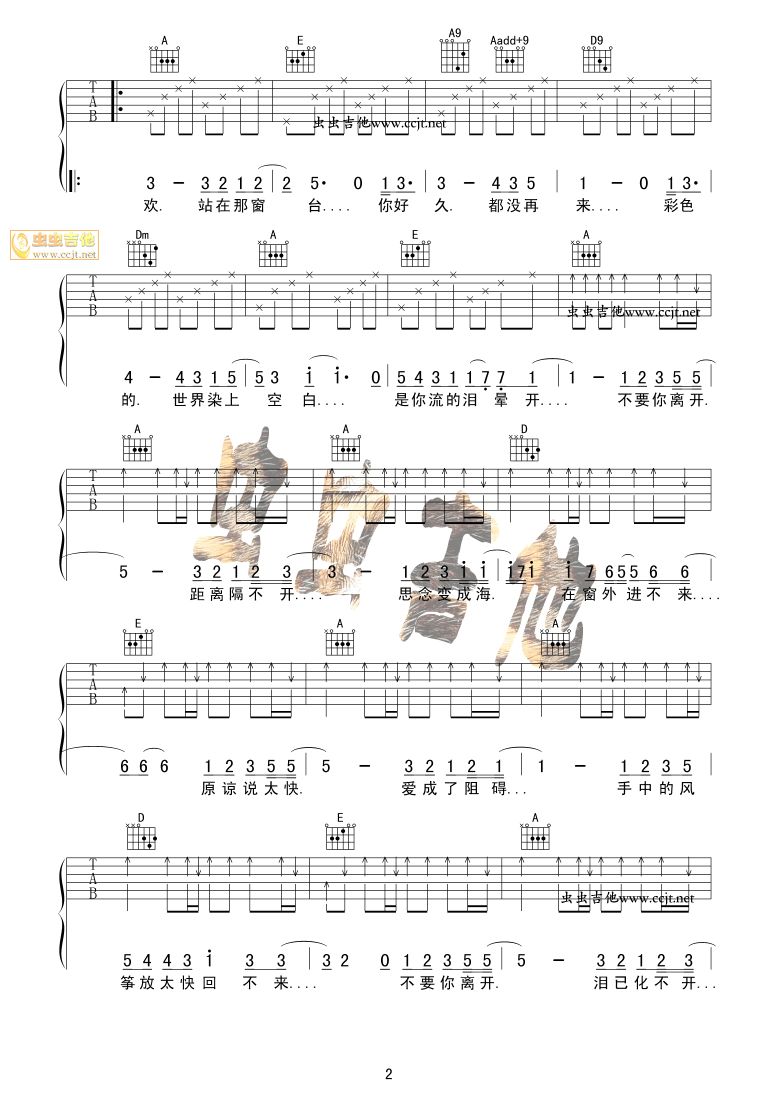 A E A9 Aadd+9 D9
T A B
虫虫吉他www.ccjt.net
3 - 3 2 1 2 | 2 5· 0 1 3· | 3 - 4 3 5 | 1 - 0 1 3· |
欢. 站在那窗 台.... 你好 久. 都没再 来.... 彩色
虫虫吉他
www.ccjt.net
Dm A E A
T A B
虫虫吉他www.ccjt.net
4 - 4 3 1 5 | 5 3 i i· 0 | 5 4 3 1 1 7 7 1 | 1 - 1 2 3 5 5 |
的. 世界染上 空 白.... 是你流的泪 晕 开.... 不要你离开.
A A D
T A B
虫虫吉他
5 - 3 2 1 2 3 | 3 - 1 2 3 i i | i 7 i i 7 6 5 5 6 6 |
距离隔不开.... 思念变成海. 在窗外进不来....
E A A
T A B
6 6 6 1 2 3 5 5 | 5 - 3 2 1 2 1 | 1 - 1 2 3 5 |
原谅说太快. 爱成了阻碍... 手中的风
D E A
T A B
虫虫吉他www.ccjt.net
5 4 4 3 i 3 3 | 3 2 0 1 2 3 5 5 | 5 - 3 2 1 2 3 |
筝放太快回 不来.... 不要你离开. 泪已化不开...
2